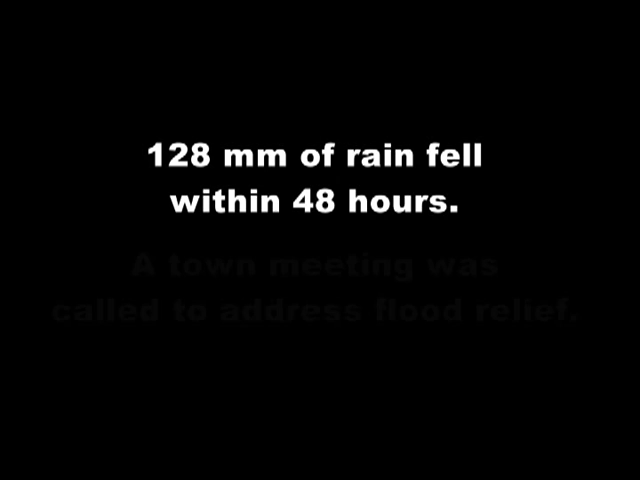 128 mm of rain fell
within 48 hours.
A town meeting was
called to address flood relief.